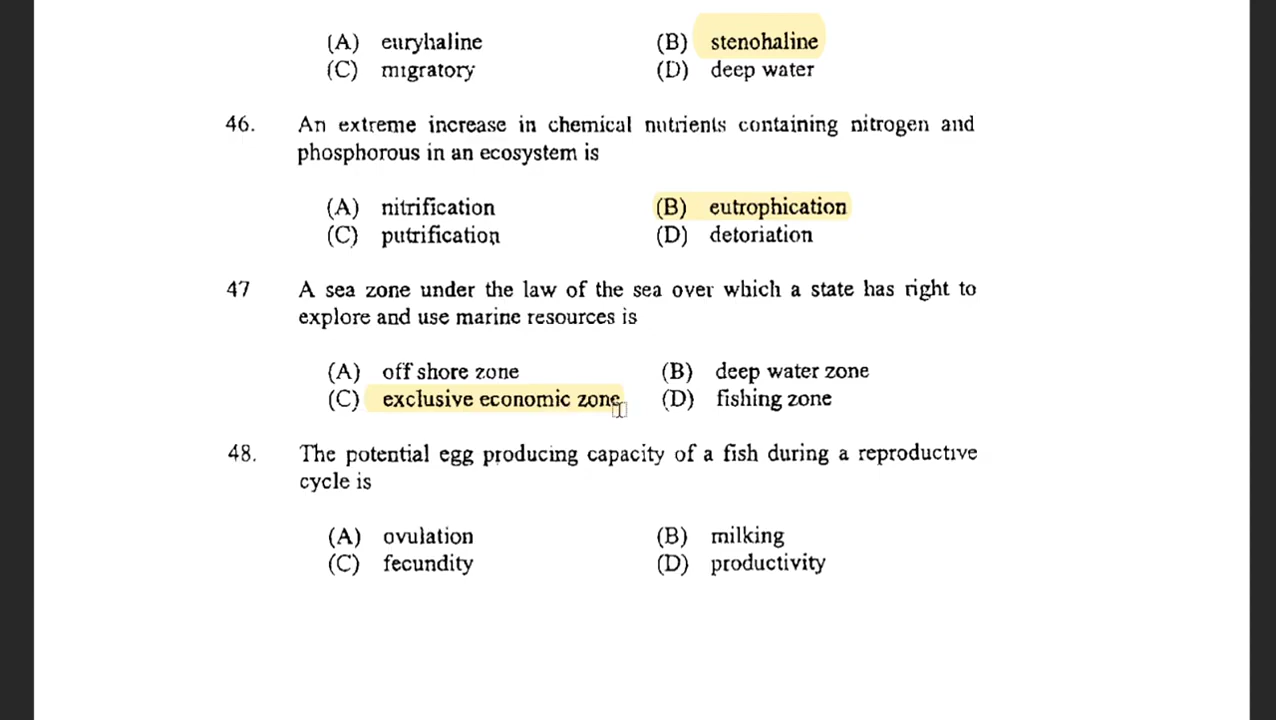 (A) euryhaline (B) stenohaline
(C) migratory (D) deep water
46. An extreme increase in chemical nutrients containing nitrogen and
phosphorous in an ecosystem is
(A) nitrification (B) eutrophication
(C) putrification (D) detoriation
47 A sea zone under the law of the sea over which a state has right to
explore and use marine resources is
(A) off shore zone (B) deep water zone
(C) exclusive economic zone (D) fishing zone
48. The potential egg producing capacity of a fish during a reproductive
cycle is
(A) ovulation (B) milking
(C) fecundity (D) productivity